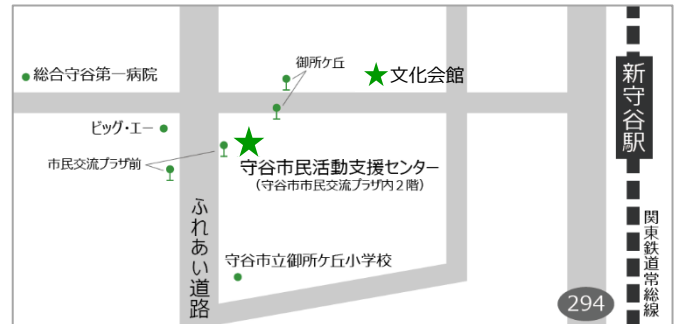 御所ケ丘
総合守谷第一病院
文化会館
新守谷駅
ビッグ・エー
市民交流プラザ前
守谷市民活動支援センター
（守谷市市民交流プラザ内２階）
ふれあい道路
関東鉄道常総線
守谷市立御所ケ丘小学校
294